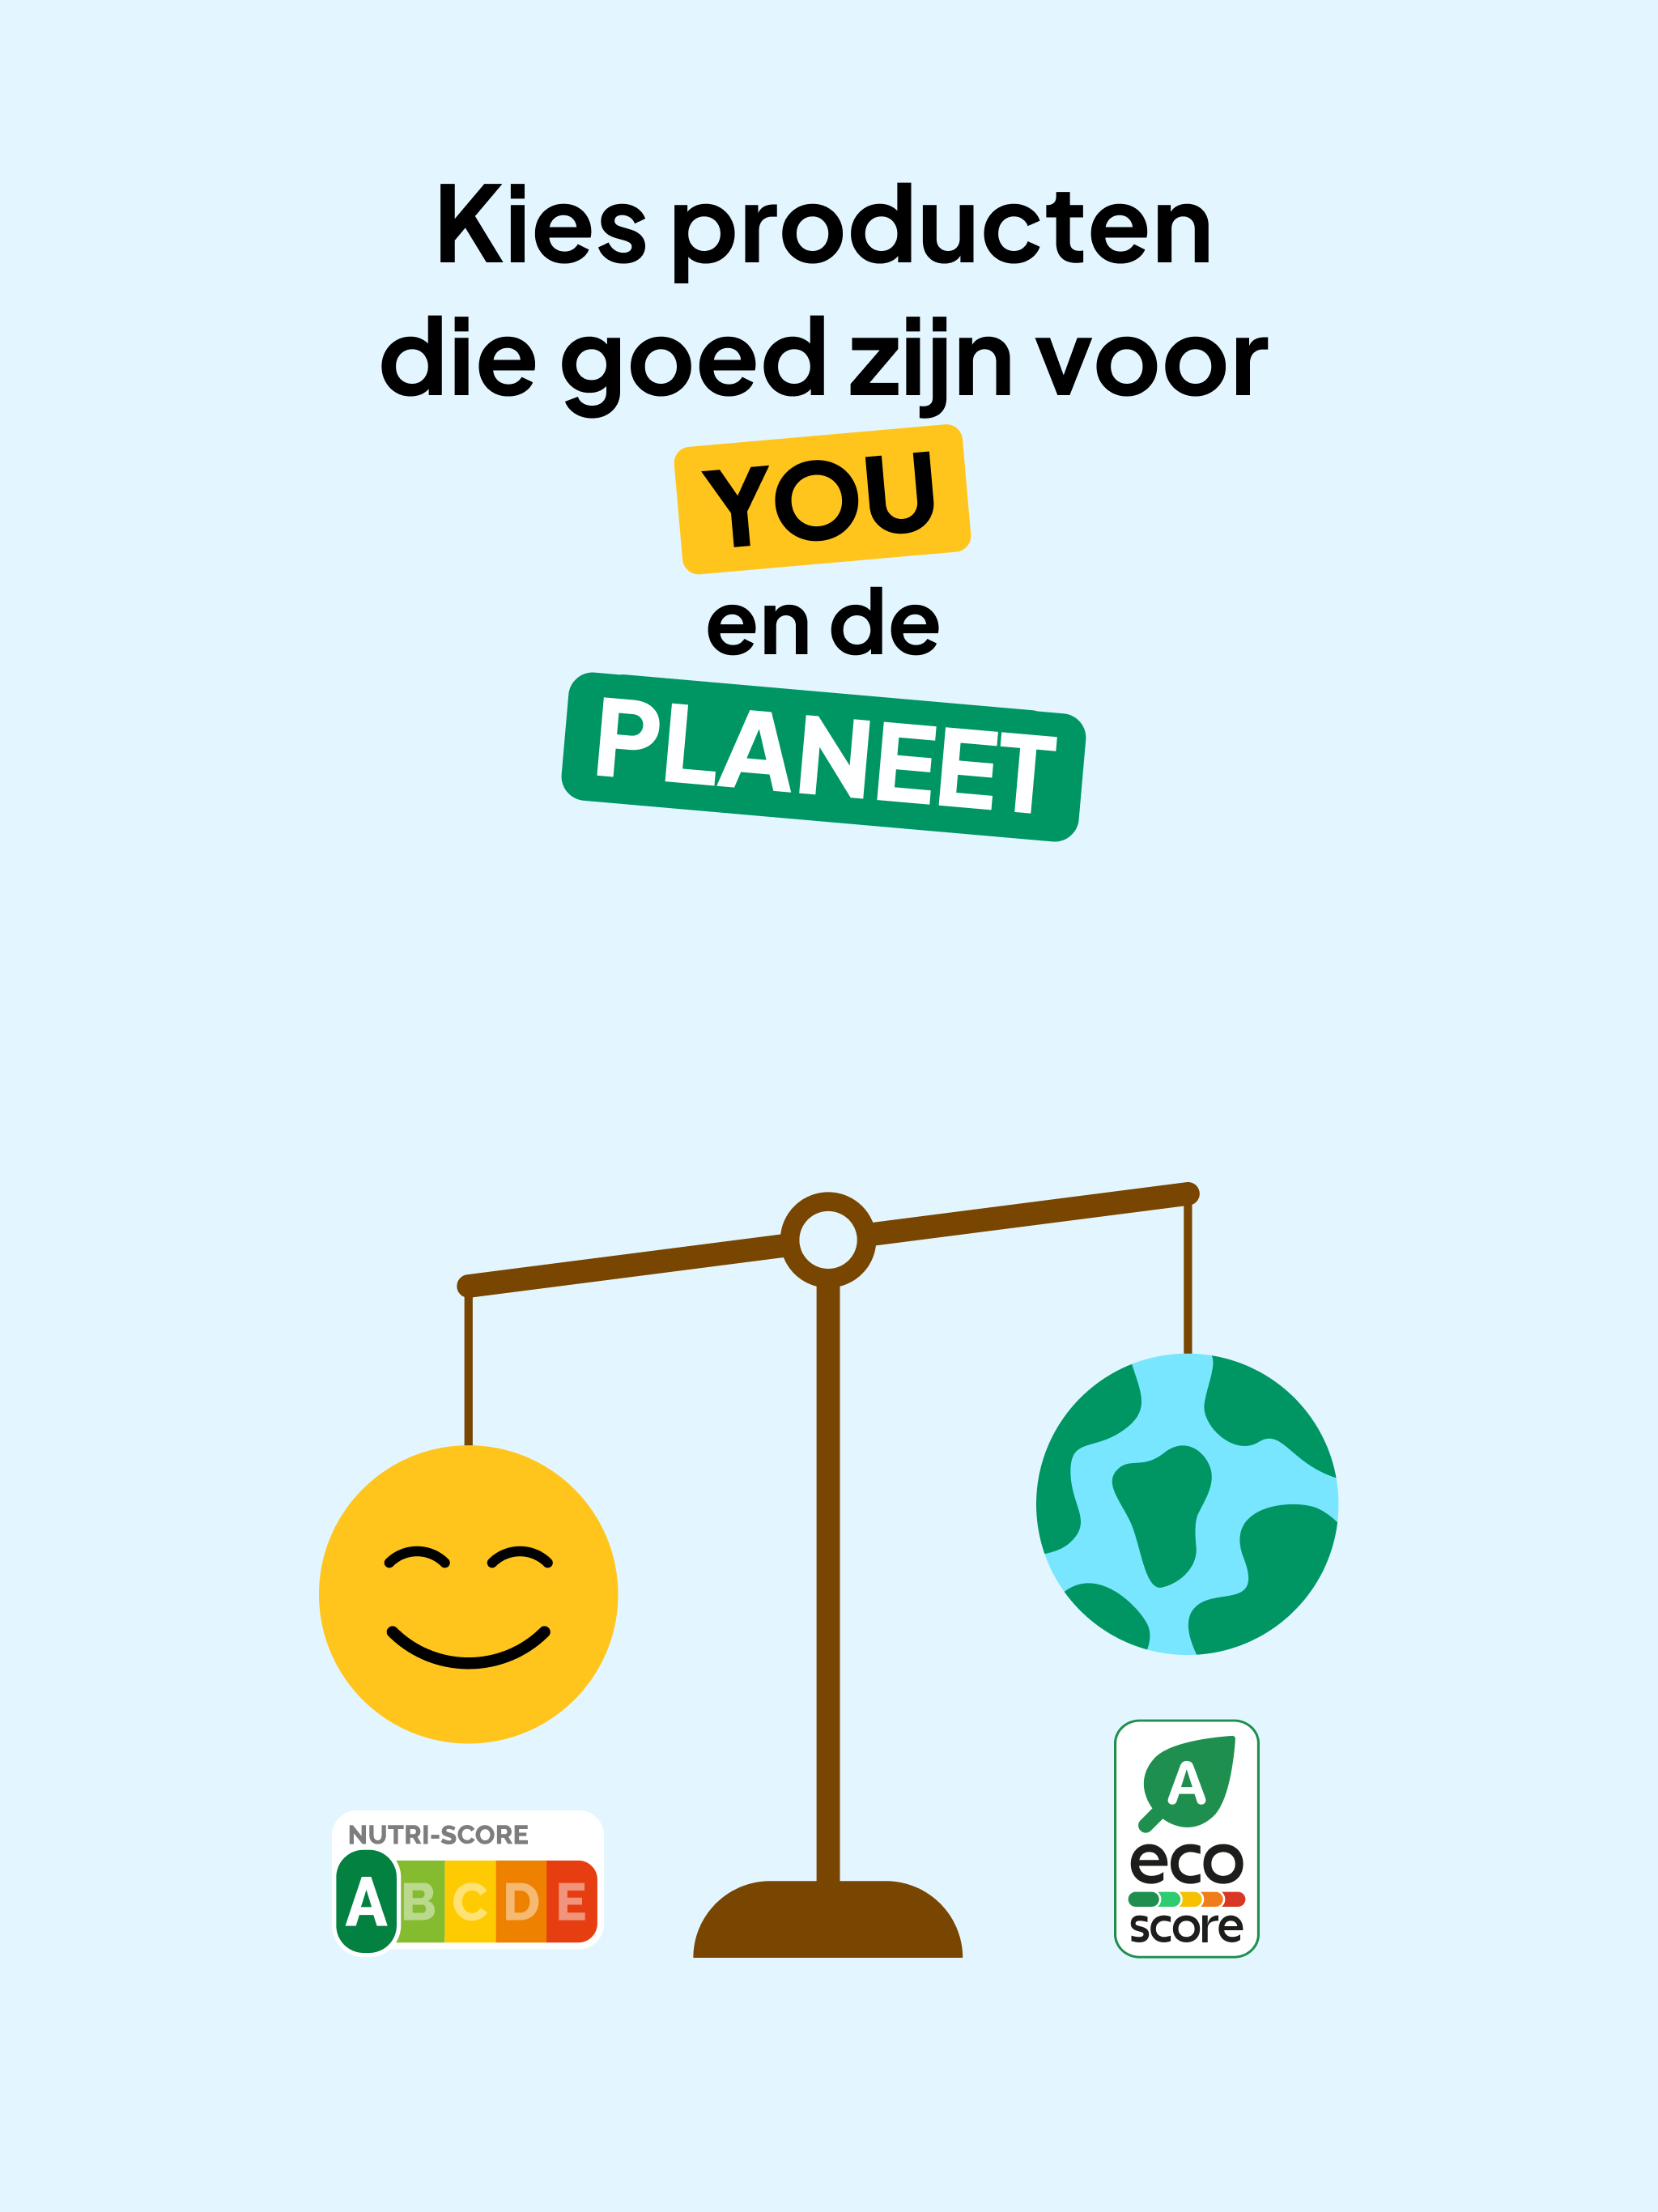 Kies producten
die goed zijn voor
YOU
en de
PLANEET
NUTRI-SCORE
A B C D E
A
eco
score